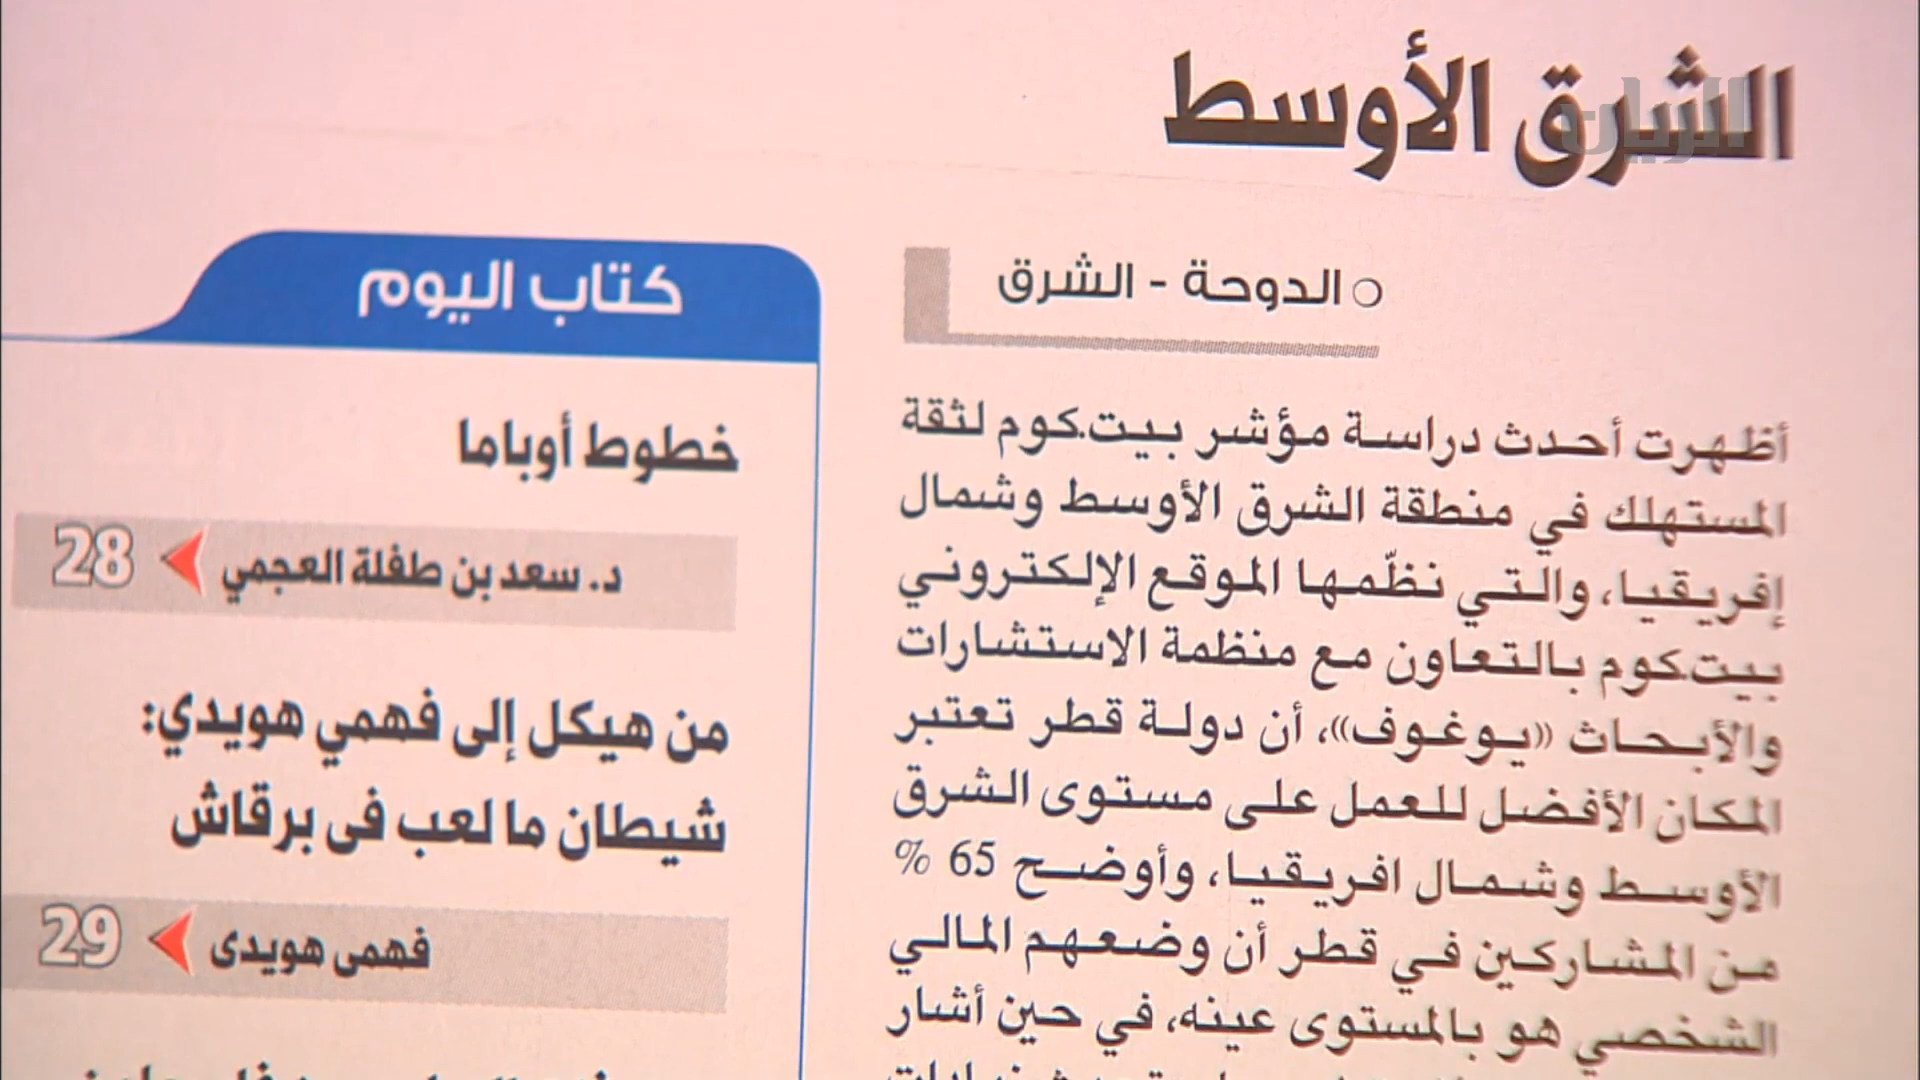 الشرق الأوسط
الريان
الدوحة - الشرق
أظهرت أحدث دراسة مؤشر بيت.كوم لثقة
المستهلك في منطقة الشرق الأوسط وشمال
إفريقيا، والتي نظّمها الموقع الإلكتروني
بيت.كوم بالتعاون مع منظمة الاستشارات
والأبحاث «يوغوف»، أن دولة قطر تعتبر
المكان الأفضل للعمل على مستوى الشرق
الأوسط وشمال افريقيا، وأوضح 65 %
من المشاركين في قطر أن وضعهم المالي
الشخصي هو بالمستوى عينه، في حين أشار
كتاب اليوم
خطوط أوباما
د. سعد بن طفلة العجمي 28
من هيكل إلى فهمي هويدي:
شيطان ما لعب فى برقاش
فهمى هويدى 29